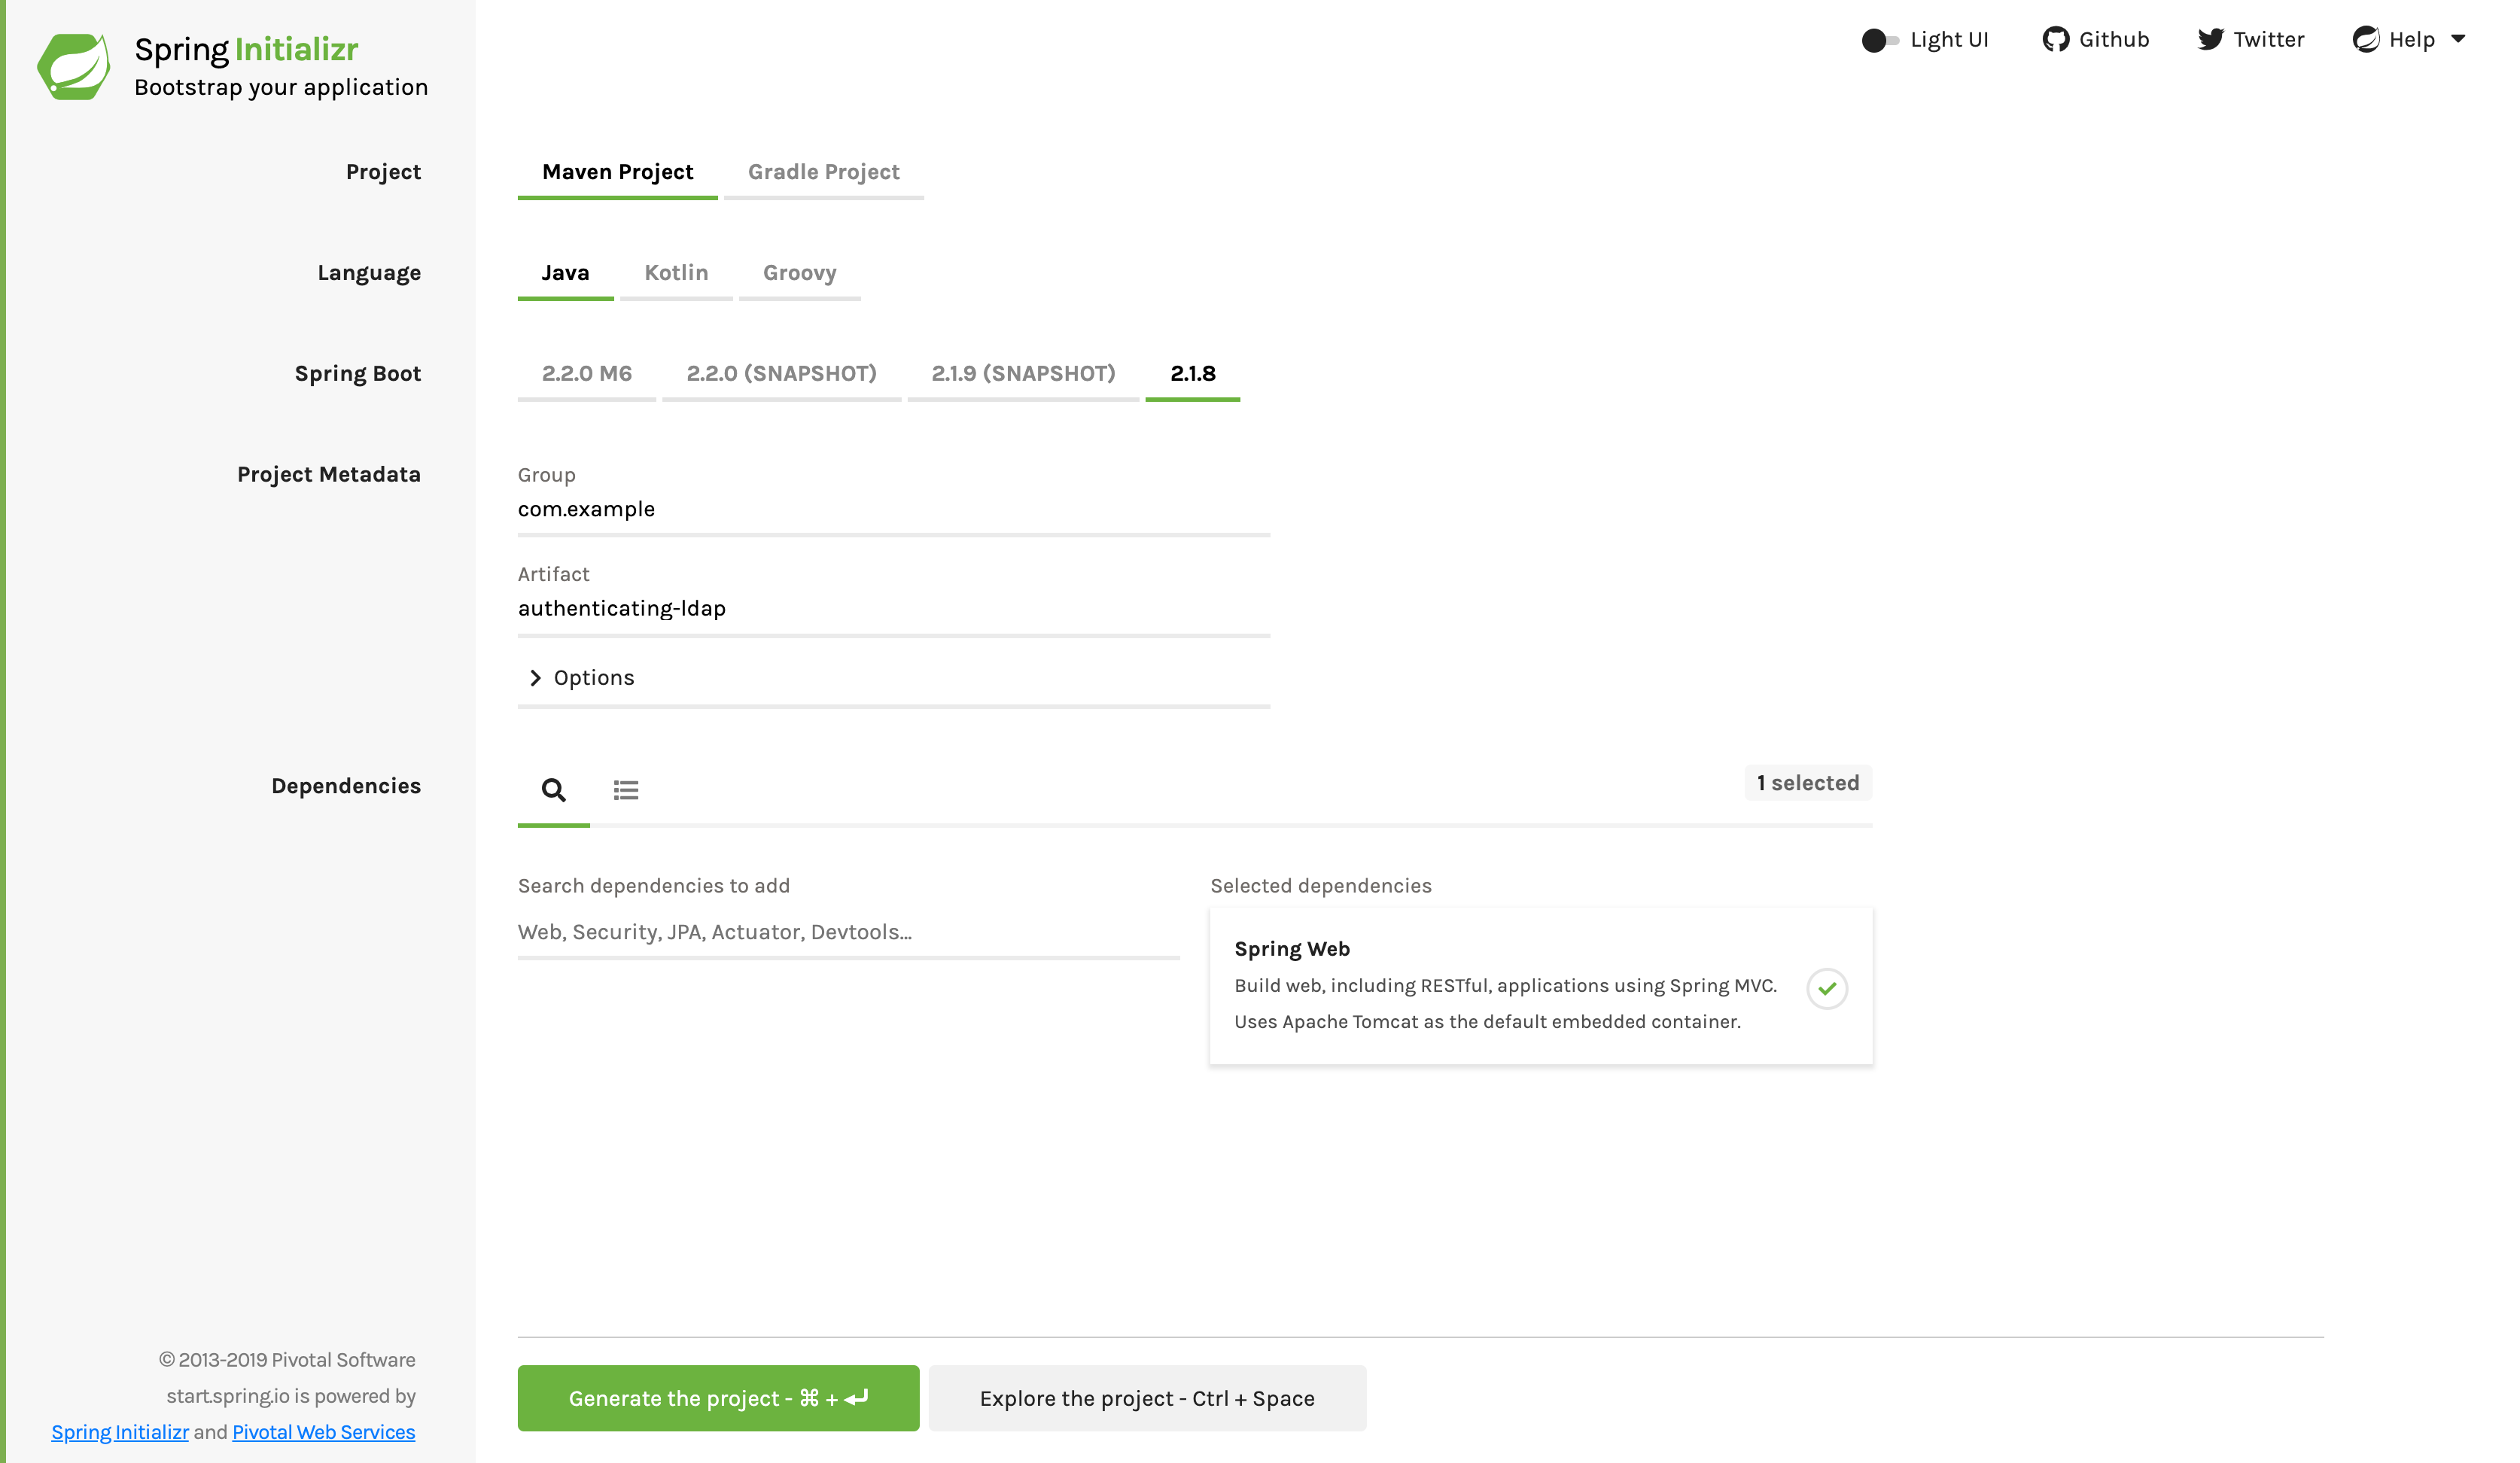 Spring Initializr
Bootstrap your application
Light UI
Github
Twitter
Help
Project
Maven Project
Gradle Project
Language
Java
Kotlin
Groovy
Spring Boot
2.2.0 M6
2.2.0 (SNAPSHOT)
2.1.9 (SNAPSHOT)
2.1.8
Project Metadata
Group
com.example
Artifact
authenticating-ldap
Options
Dependencies
1 selected
Search dependencies to add
Web, Security, JPA, Actuator, Devtools...
Selected dependencies
Spring Web
Build web, including RESTful, applications using Spring MVC.
Uses Apache Tomcat as the default embedded container.
© 2013-2019 Pivotal Software
start.spring.io is powered by
Spring Initializr and Pivotal Web Services
Generate the project - ⌘ + ↵
Explore the project - Ctrl + Space